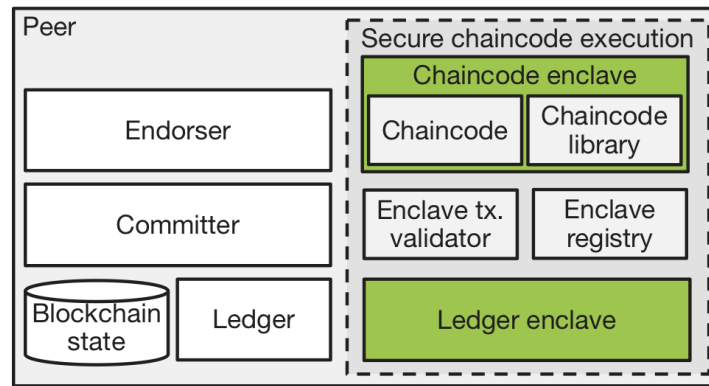 Peer
Endorser
Committer
Blockchain
state
Ledger
Secure chaincode execution
Chaincode enclave
Chaincode
Chaincode
library
Enclave tx.
validator
Enclave
registry
Ledger enclave